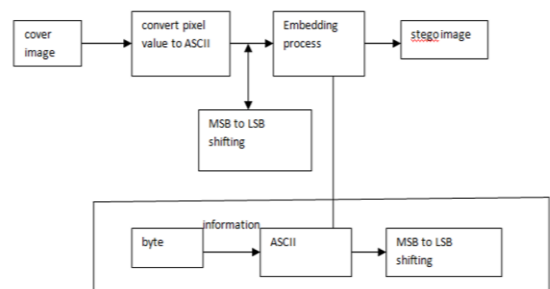 cover
image
convert pixel
value to ASCII
Embedding
process
stego image
MSB to LSB
shifting
information
byte
ASCII
MSB to LSB
shifting